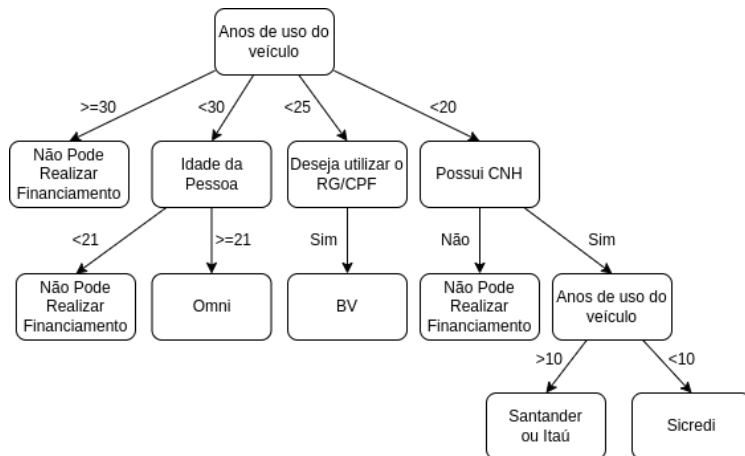 Anos de uso do
veículo
>=30
<30
<25
<20
Não Pode
Realizar
Financiamento
Idade da
Pessoa
Deseja utilizar o
RG/CPF
Possui CNH
<21
>=21
Sim
Não
Sim
Não Pode
Realizar
Financiamento
Omni
BV
Não Pode
Realizar
Financiamento
Anos de uso do
veículo
>10
<10
Santander
ou Itaú
Sicredi